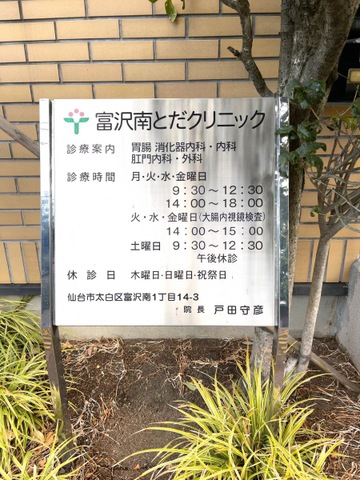 富沢南とだクリニック
診療案内 胃腸 消化器内科・内科
肛門内科・外科
診療時間 月・火・水・金曜日
9:30～12:30
14:00～18:00
火・水・金曜日(大腸内視鏡検査)
14:00～15:00
土曜日 9:30～12:30
午後休診
休診日 木曜日・日曜日・祝祭日
仙台市太白区富沢南1丁目14-3
院長 戸田守彦